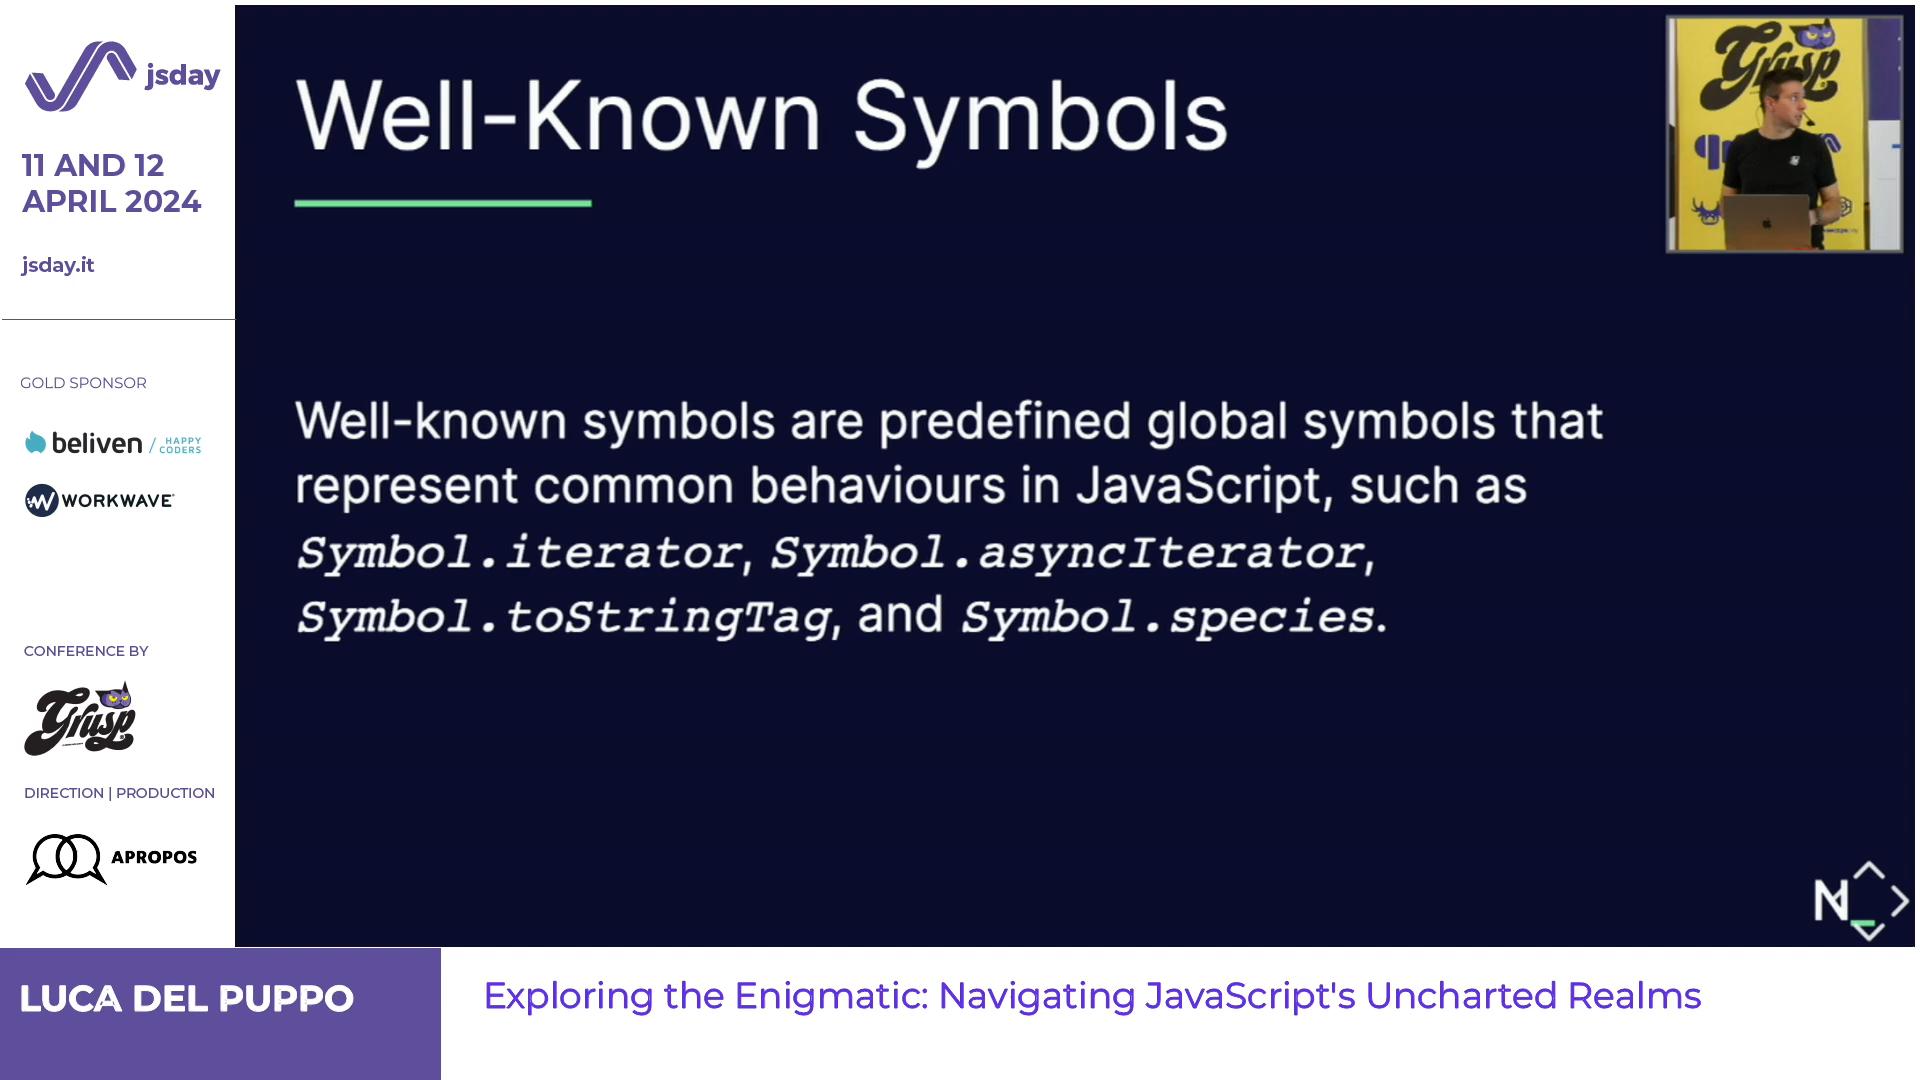 jsday
11 AND 12
APRIL 2024
jsday.it
GOLD SPONSOR
beliven / HAPPY CODERS
WORKWAVE
CONFERENCE BY
Grusp
DIRECTION | PRODUCTION
APROPOS
Well-Known Symbols
Well-known symbols are predefined global symbols that
represent common behaviours in JavaScript, such as
Symbol.iterator, Symbol.asyncIterator,
Symbol.toStringTag, and Symbol.species.
Grusp
N
LUCA DEL PUPPO
Exploring the Enigmatic: Navigating JavaScript's Uncharted Realms